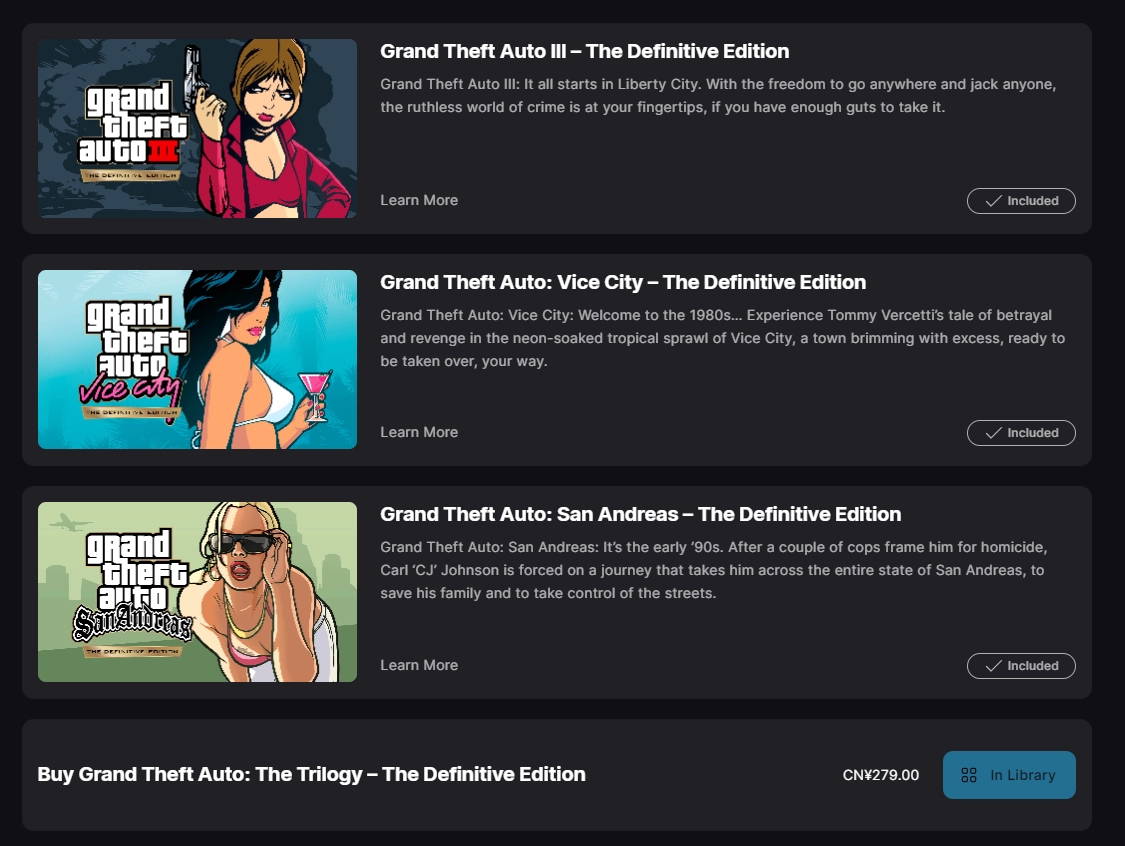 grand
theft
auto III
THE DEFINITIVE EDITION
Grand Theft Auto III – The Definitive Edition
Grand Theft Auto III: It all starts in Liberty City. With the freedom to go anywhere and jack anyone,
the ruthless world of crime is at your fingertips, if you have enough guts to take it.
Learn More
Included
grand
theft
auto
vice city
THE DEFINITIVE EDITION
Grand Theft Auto: Vice City – The Definitive Edition
Grand Theft Auto: Vice City: Welcome to the 1980s... Experience Tommy Vercetti’s tale of betrayal
and revenge in the neon-soaked tropical sprawl of Vice City, a town brimming with excess, ready to
be taken over, your way.
Learn More
Included
grand
theft
auto
San Andreas
THE DEFINITIVE EDITION
Grand Theft Auto: San Andreas – The Definitive Edition
Grand Theft Auto: San Andreas: It’s the early ’90s. After a couple of cops frame him for homicide,
Carl ‘CJ’ Johnson is forced on a journey that takes him across the entire state of San Andreas, to
save his family and to take control of the streets.
Learn More
Included
Buy Grand Theft Auto: The Trilogy – The Definitive Edition
CN¥279.00
In Library